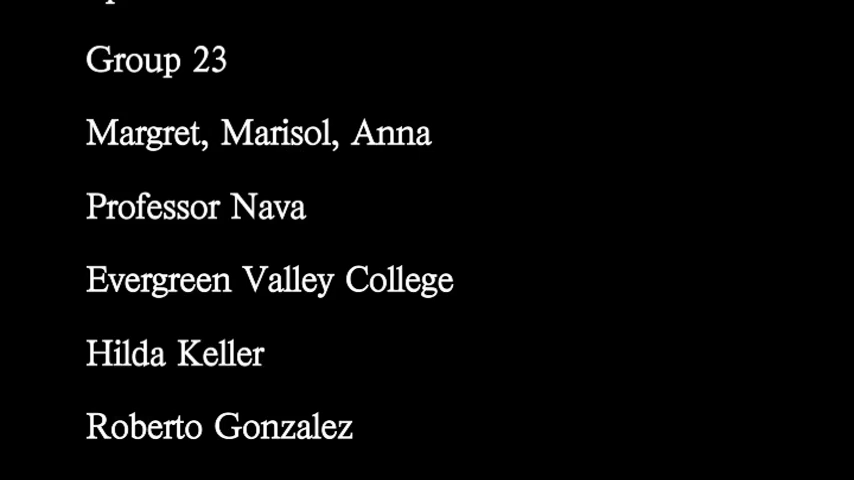 Group 23
Margret, Marisol, Anna
Professor Nava
Evergreen Valley College
Hilda Keller
Roberto Gonzalez